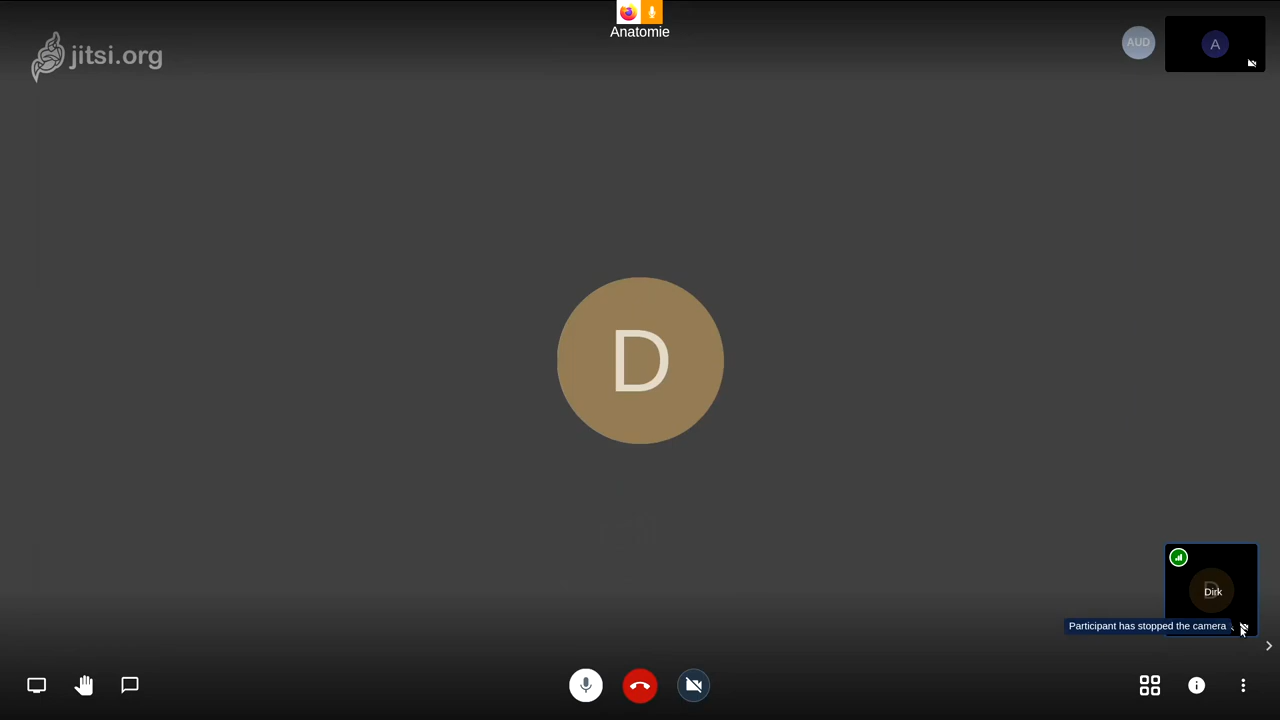 Anatomie
jitsi.org
AUD
A
D
D
Dirk
Participant has stopped the camera